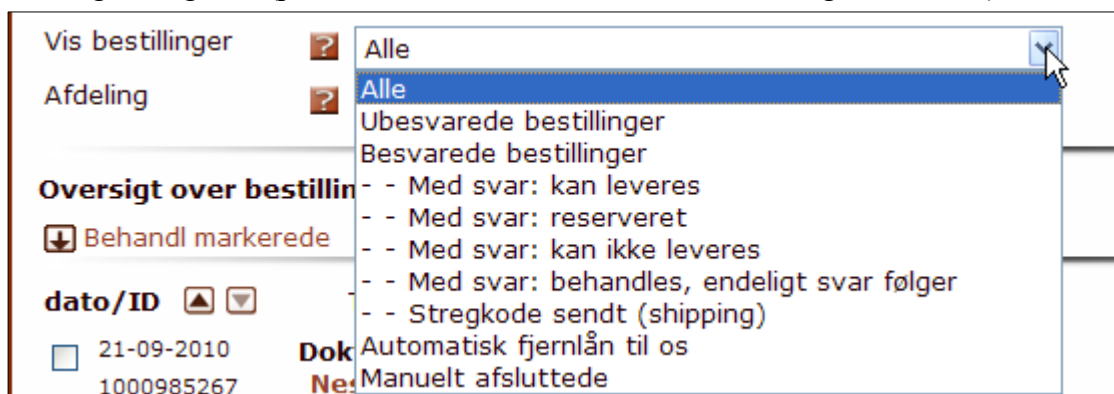 Vis bestillinger ? Alle
Afdeling ? Alle
Ubesvarede bestillinger
Besvarede bestillinger
Oversigt over bestillin - - Med svar: kan leveres
- - Med svar: reserveret
Behandl markerede - - Med svar: kan ikke leveres
- - Med svar: behandles, endeligt svar følger
dato/ID - - Stregkode sendt (shipping)
21-09-2010 Dok Automatisk fjernlån til os
1000985267 Nes Manuelt afsluttede